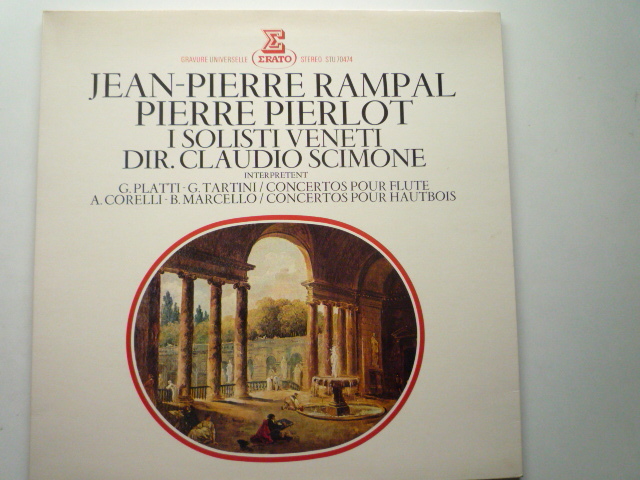 GRAVURE UNIVERSELLE ERATO STEREO STU 70424
JEAN-PIERRE RAMPAL
PIERRE PIERLOT
I SOLISTI VENETI
DIR. CLAUDIO SCIMONE
INTERPRETENT
G. PLATTI - G. TARTINI / CONCERTOS POUR FLUTE
A. CORELLI - B. MARCELLO / CONCERTOS POUR HAUTBOIS